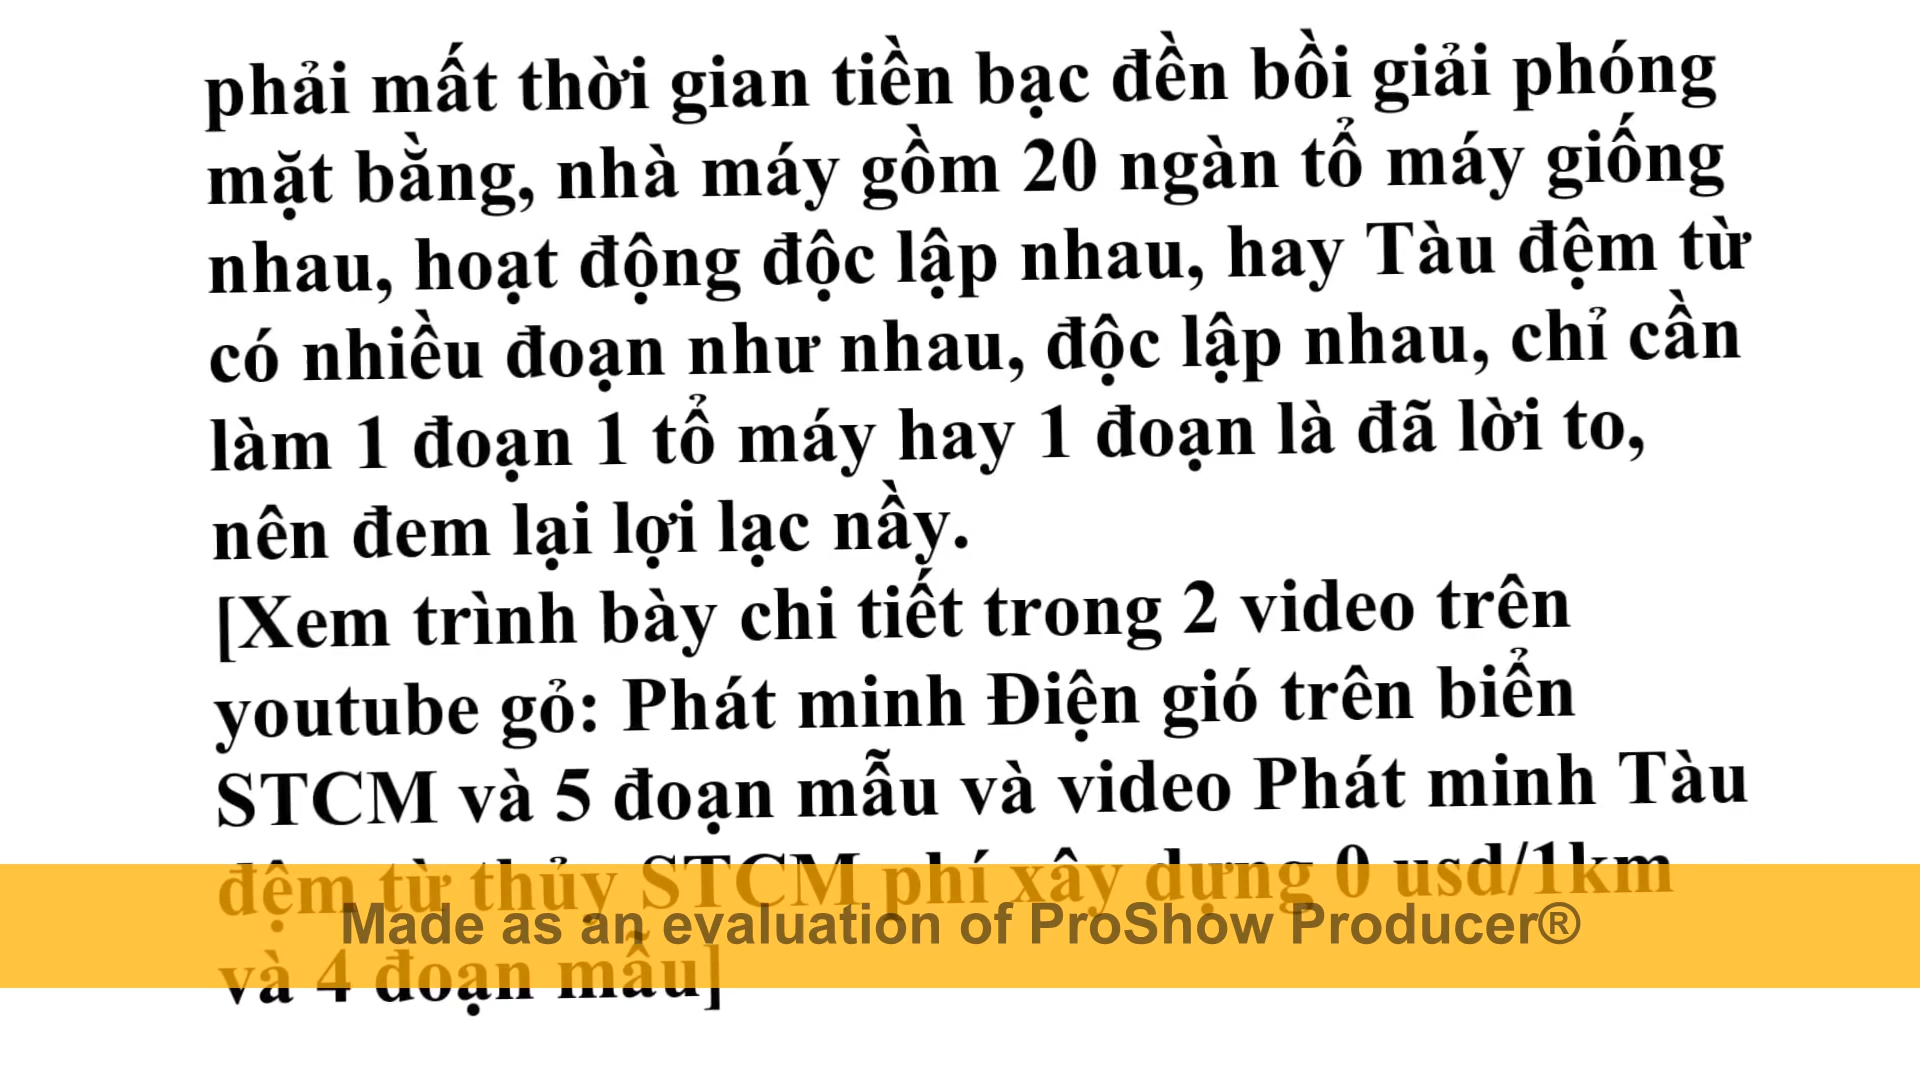 phải mất thời gian tiền bạc đền bồi giải phóng
mặt bằng, nhà máy gồm 20 ngàn tổ máy giống
nhau, hoạt động độc lập nhau, hay Tàu đệm từ
có nhiều đoạn như nhau, độc lập nhau, chỉ cần
làm 1 đoạn 1 tổ máy hay 1 đoạn là đã lời to,
nên đem lại lợi lạc nầy.
[Xem trình bày chi tiết trong 2 video trên
youtube gỏ: Phát minh Điện gió trên biển
STCM và 5 đoạn mẫu và video Phát minh Tàu
đệm từ thủy STCM phí xây dựng 0 usd/1km
Made as an evaluation of ProShow Producer®
và 4 đoạn mẫu]